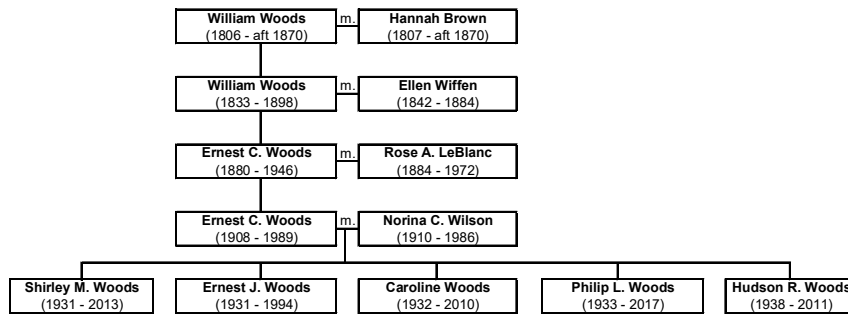 William Woods m. Hannah Brown
(1806 - aft 1870) (1807 - aft 1870)
William Woods m. Ellen Wiffen
(1833 - 1898) (1842 - 1884)
Ernest C. Woods m. Rose A. LeBlanc
(1880 - 1946) (1884 - 1972)
Ernest C. Woods m. Norina C. Wilson
(1908 - 1989) (1910 - 1986)
Shirley M. Woods Ernest J. Woods Caroline Woods Philip L. Woods Hudson R. Woods
(1931 - 2013) (1931 - 1994) (1932 - 2010) (1933 - 2017) (1938 - 2011)